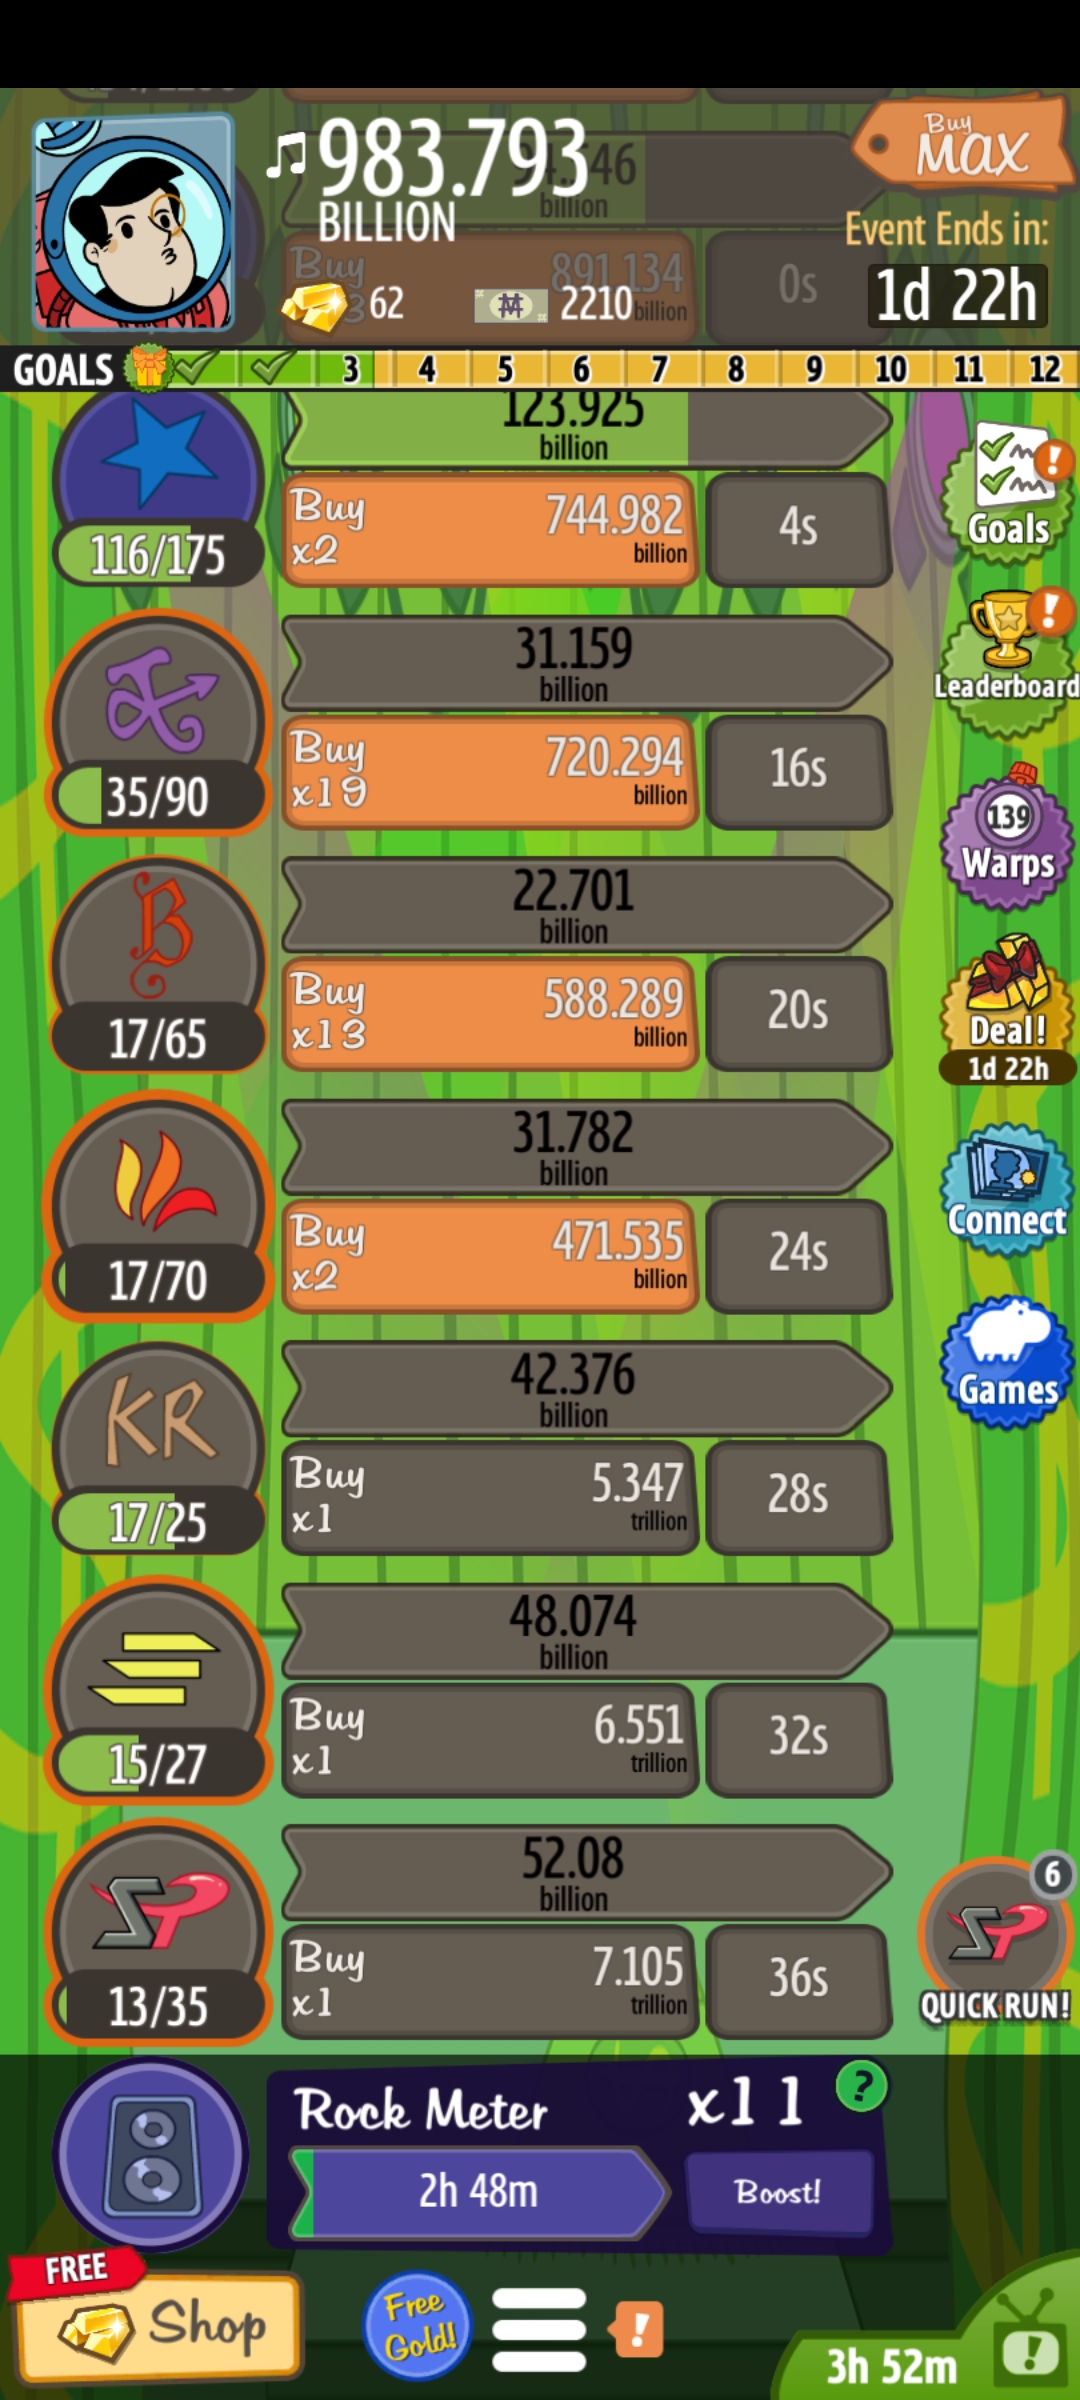 983.793
BILLION
Buy
MAX
Event Ends in:
1d 22h
billion
Buy
891.134
billion
0s
62
2210
GOALS 3 4 5 6 7 8 9 10 11 12
123.925
billion
116/175
Buy
x2
744.982
billion
4s
Goals
31.159
billion
35/90
Buy
x19
720.294
billion
16s
Leaderboard
22.701
billion
17/65
Buy
x13
588.289
billion
20s
139
Warps
Deal!
1d 22h
31.782
billion
17/70
Buy
x2
471.535
billion
24s
Connect
42.376
billion
KR
17/25
Buy
x1
5.347
trillion
28s
Games
48.074
billion
15/27
Buy
x1
6.551
trillion
32s
52.08
billion
SP
13/35
Buy
x1
7.105
trillion
36s
6
SP
QUICK RUN!
Rock Meter
x11
?
2h 48m
Boost!
FREE
Shop
Free
Gold!
!
3h 52m
!